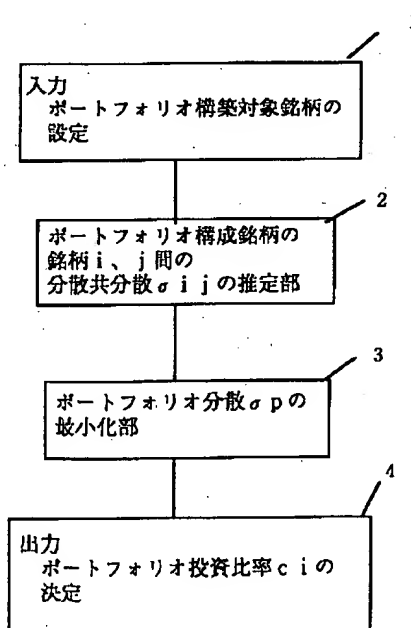 入力
ポートフォリオ構築対象銘柄の
設定
2
ポートフォリオ構成銘柄の
銘柄i、j間の
分散共分散σijの推定部
3
ポートフォリオ分散σpの
最小化部
4
出力
ポートフォリオ投資比率ciの
決定